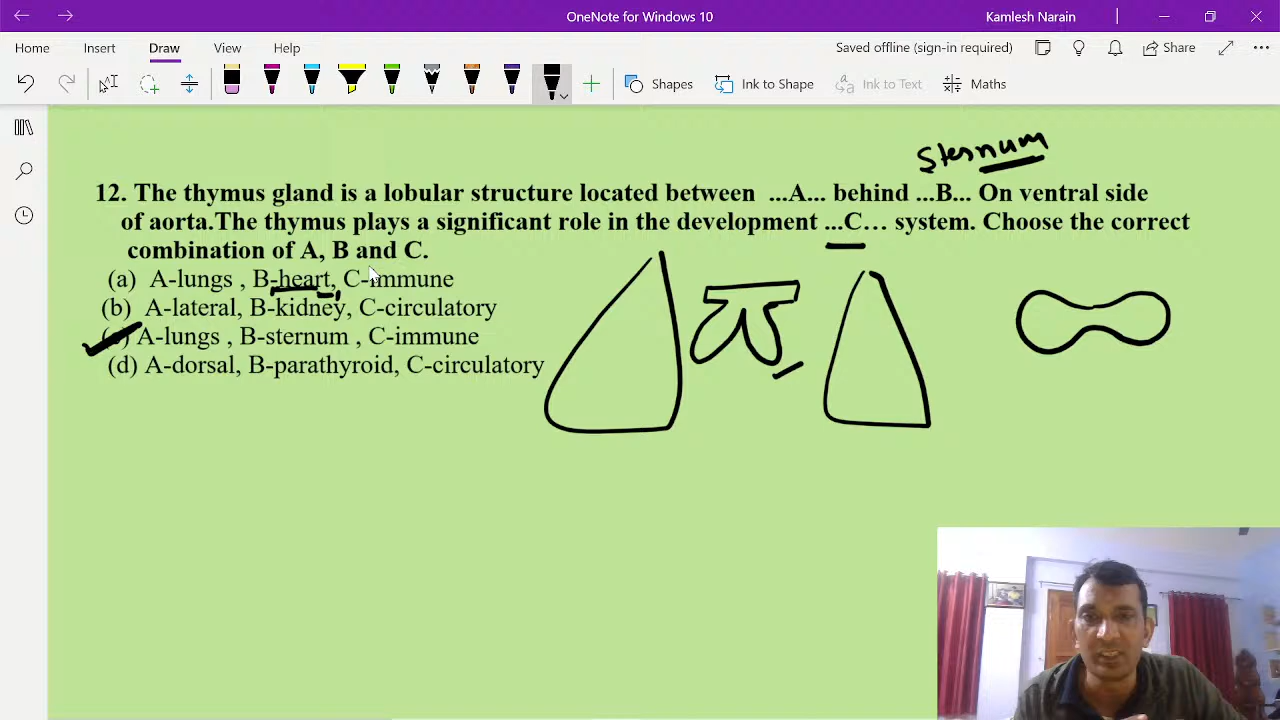 OneNote for Windows 10
Kamlesh Narain
Home Insert Draw View Help
Saved offline (sign-in required)
Share
Shapes
Ink to Shape
Ink to Text
Maths
Sternum
12. The thymus gland is a lobular structure located between ...A... behind ...B... On ventral side
of aorta.The thymus plays a significant role in the development ...C... system. Choose the correct
combination of A, B and C.
(a) A-lungs , B-heart, C-immune
(b) A-lateral, B-kidney, C-circulatory
(c) A-lungs , B-sternum , C-immune
(d) A-dorsal, B-parathyroid, C-circulatory